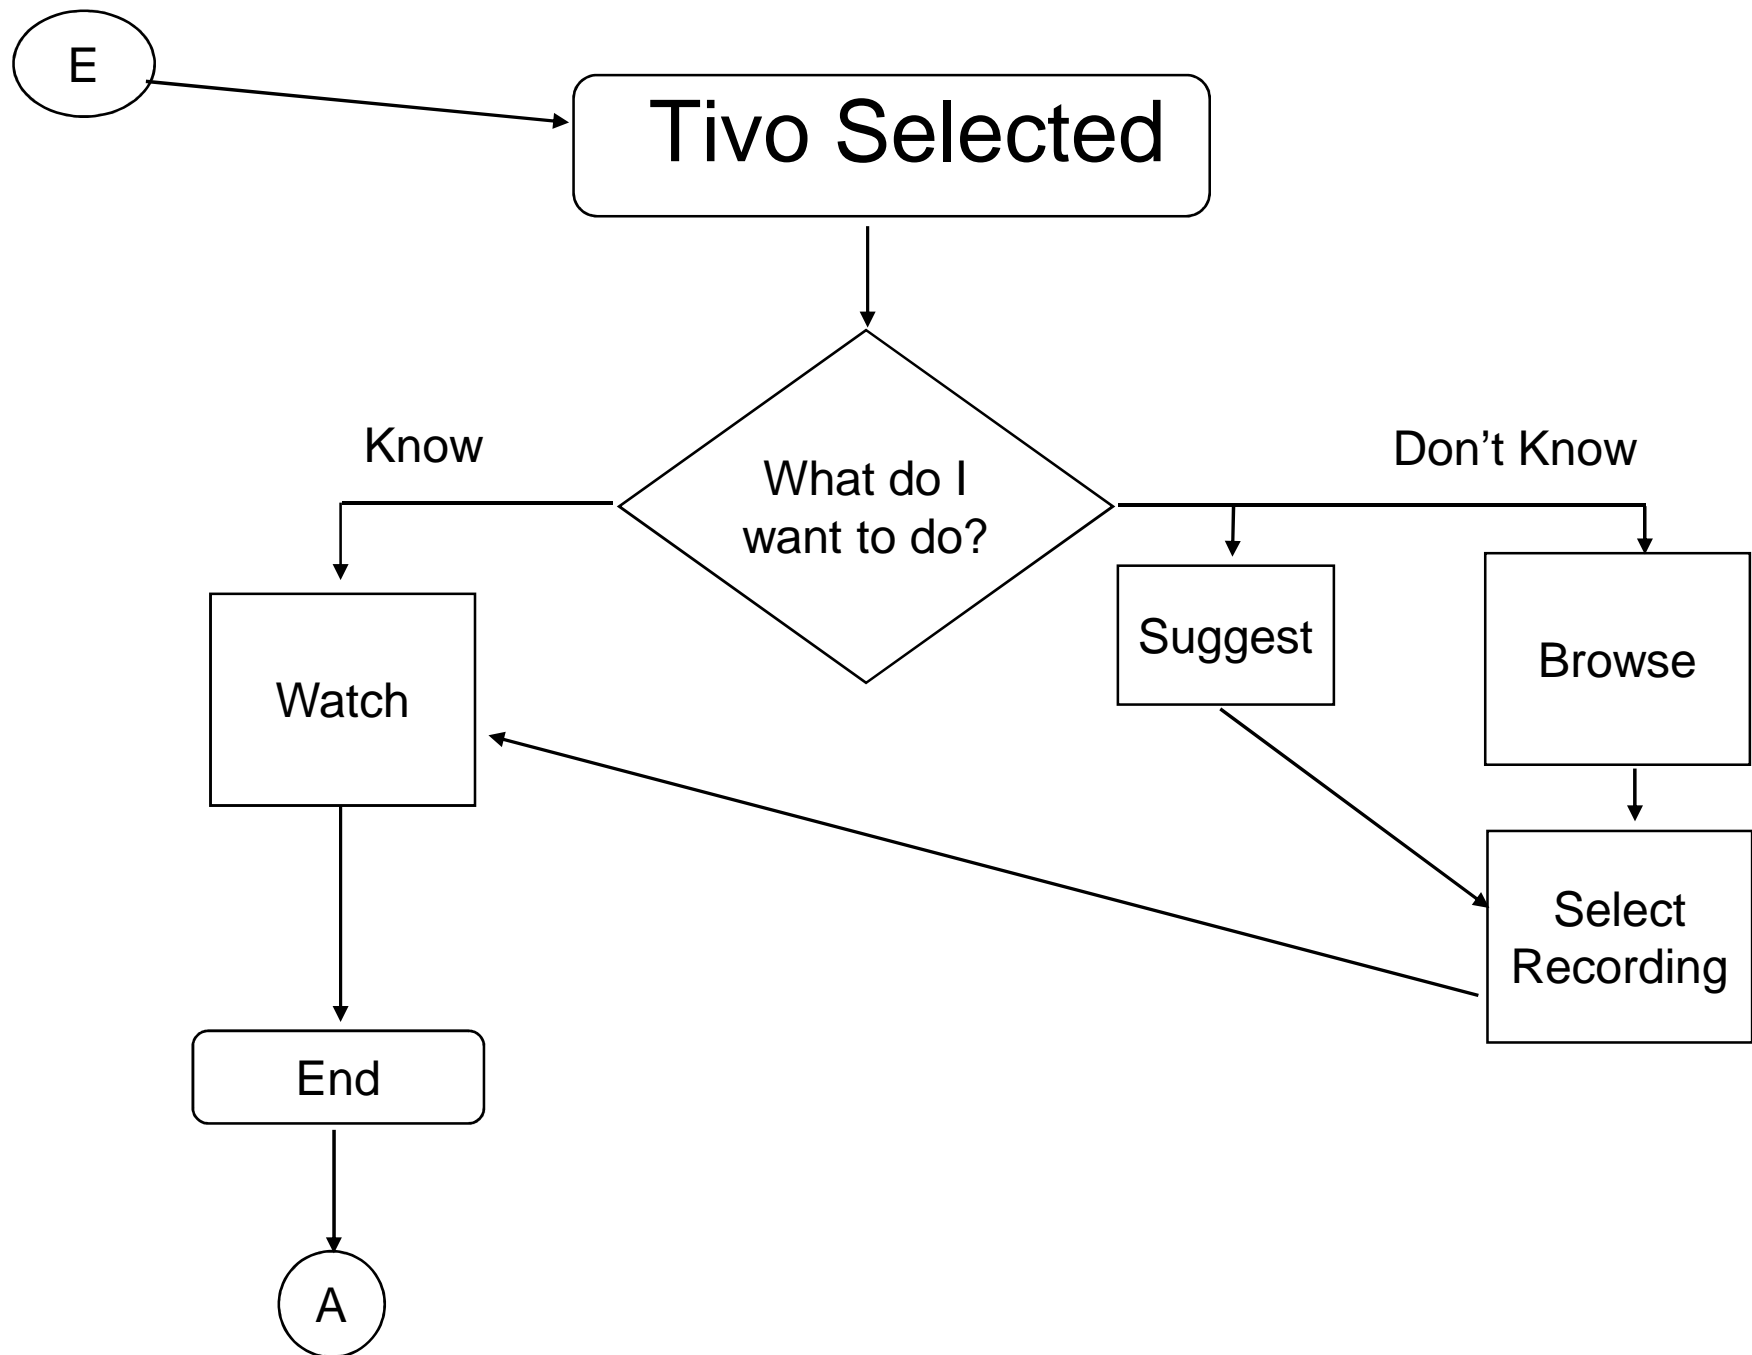 E
Tivo Selected
Know
Don't Know
What do I
want to do?
Suggest
Browse
Watch
Select
Recording
End
A